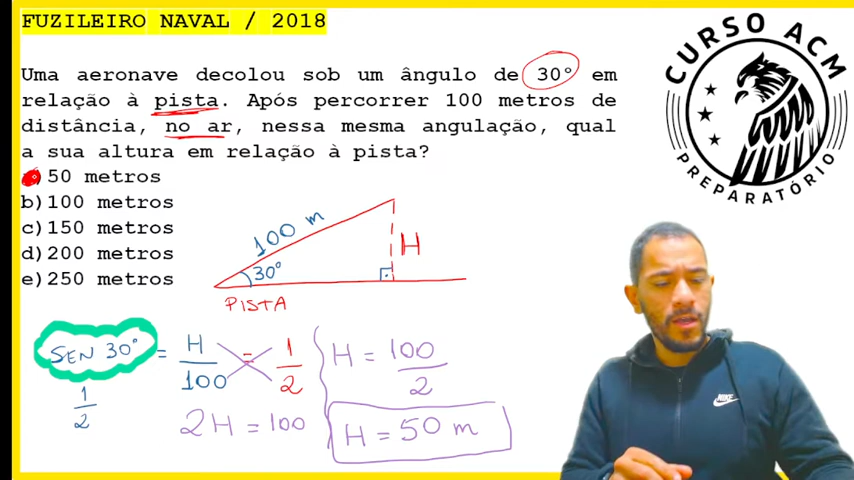 FUZILEIRO NAVAL / 2018
Uma aeronave decolou sob um ângulo de 30° em
relação à pista. Após percorrer 100 metros de
distância, no ar, nessa mesma angulação, qual
a sua altura em relação à pista?
50 metros
b)100 metros
c)150 metros
d)200 metros
e)250 metros
100 m
H
30°
PISTA
SEN 30° = H/100 = 1/2
1/2
2H = 100
H = 100/2
H = 50 m
CURSO ACM
PREPARATÓRIO
NIKE